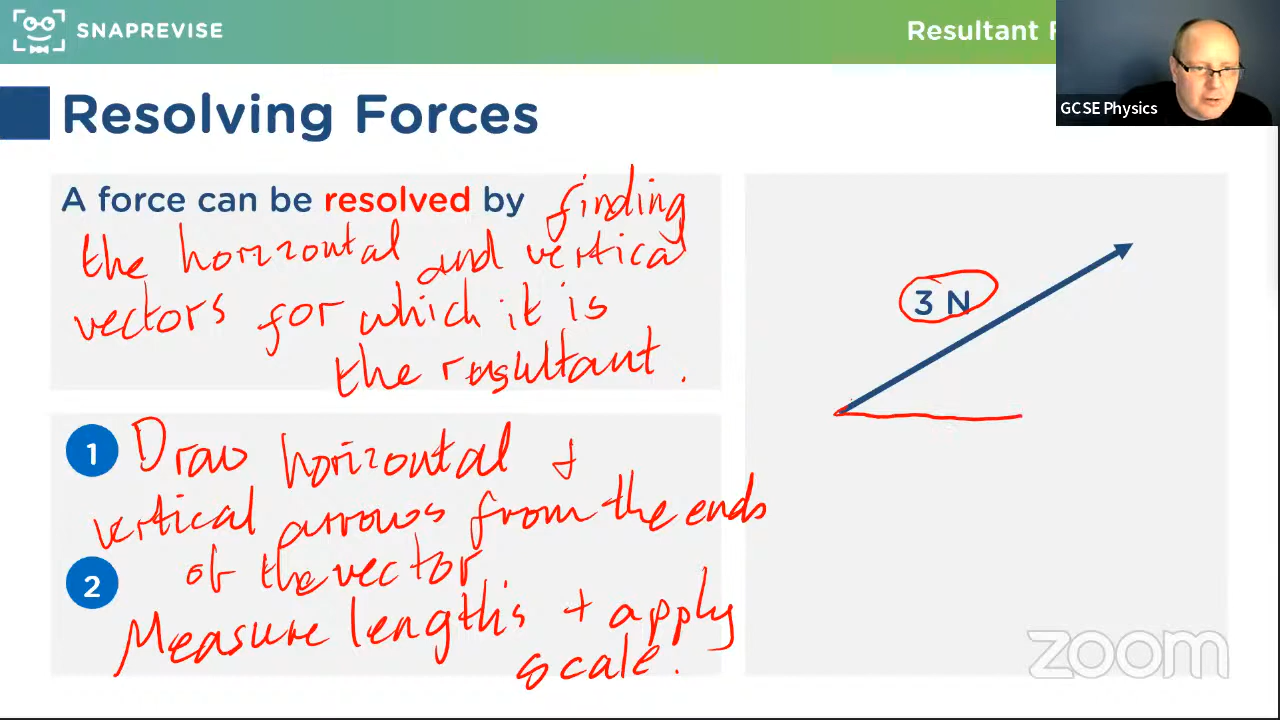 SNAPREVISE
Resultant F
GCSE Physics
Resolving Forces
A force can be resolved by finding
the horizontal and vertical
vectors for which it is
the resultant.
1 Draw horizontal +
vertical arrows from the ends
of the vector
2 Measure lengths + apply
scale.
3 N
zoom